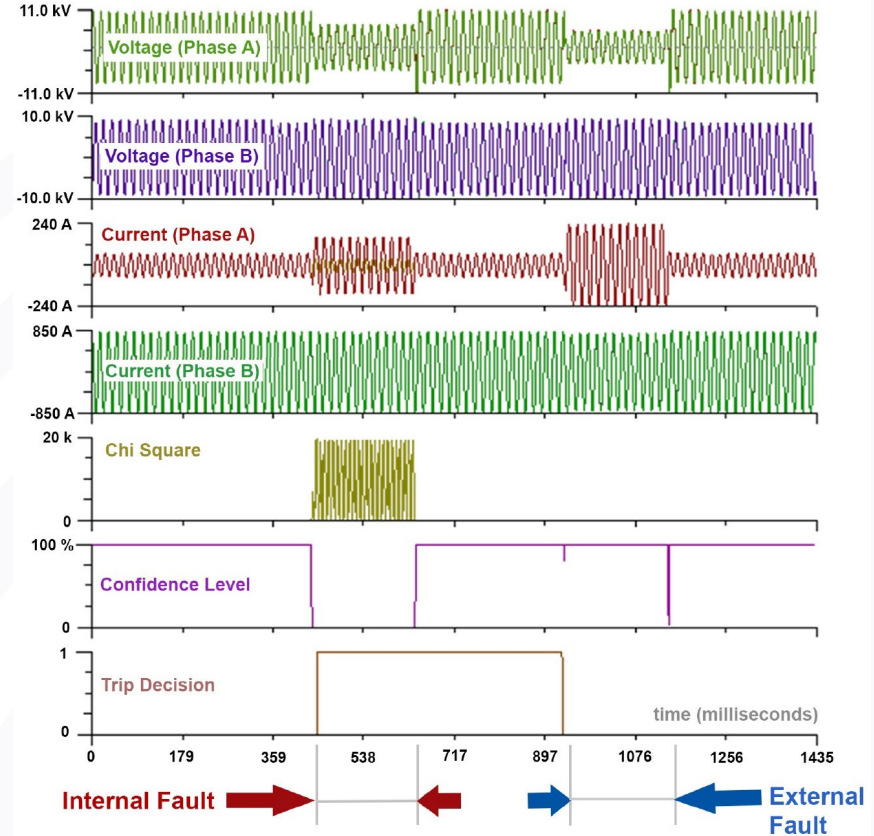 11.0 kV
Voltage (Phase A)
-11.0 kV
10.0 kV
Voltage (Phase B)
-10.0 kV
240 A
Current (Phase A)
-240 A
850 A
Current (Phase B)
-850 A
20 k
Chi Square
0
100 %
Confidence Level
0
1
Trip Decision
time (milliseconds)
0
0 179 359 538 717 897 1076 1256 1435
Internal Fault
External
Fault